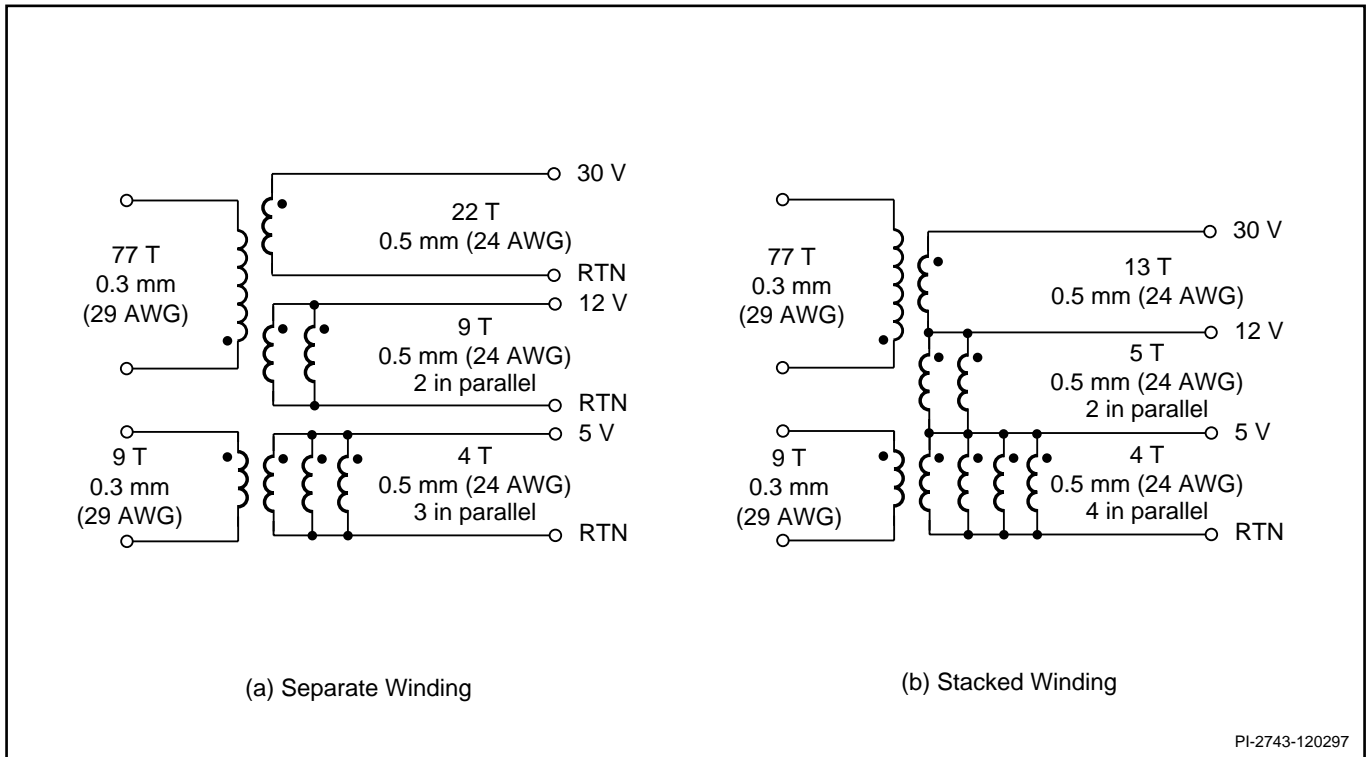 30 V
22 T
0.5 mm (24 AWG)
RTN
77 T
0.3 mm
(29 AWG)
12 V
9 T
0.5 mm (24 AWG)
2 in parallel
RTN
5 V
9 T
0.3 mm
(29 AWG)
4 T
0.5 mm (24 AWG)
3 in parallel
RTN
(a) Separate Winding
30 V
77 T
0.3 mm
(29 AWG)
13 T
0.5 mm (24 AWG)
12 V
5 T
0.5 mm (24 AWG)
2 in parallel
5 V
9 T
0.3 mm
(29 AWG)
4 T
0.5 mm (24 AWG)
4 in parallel
RTN
(b) Stacked Winding
PI-2743-120297